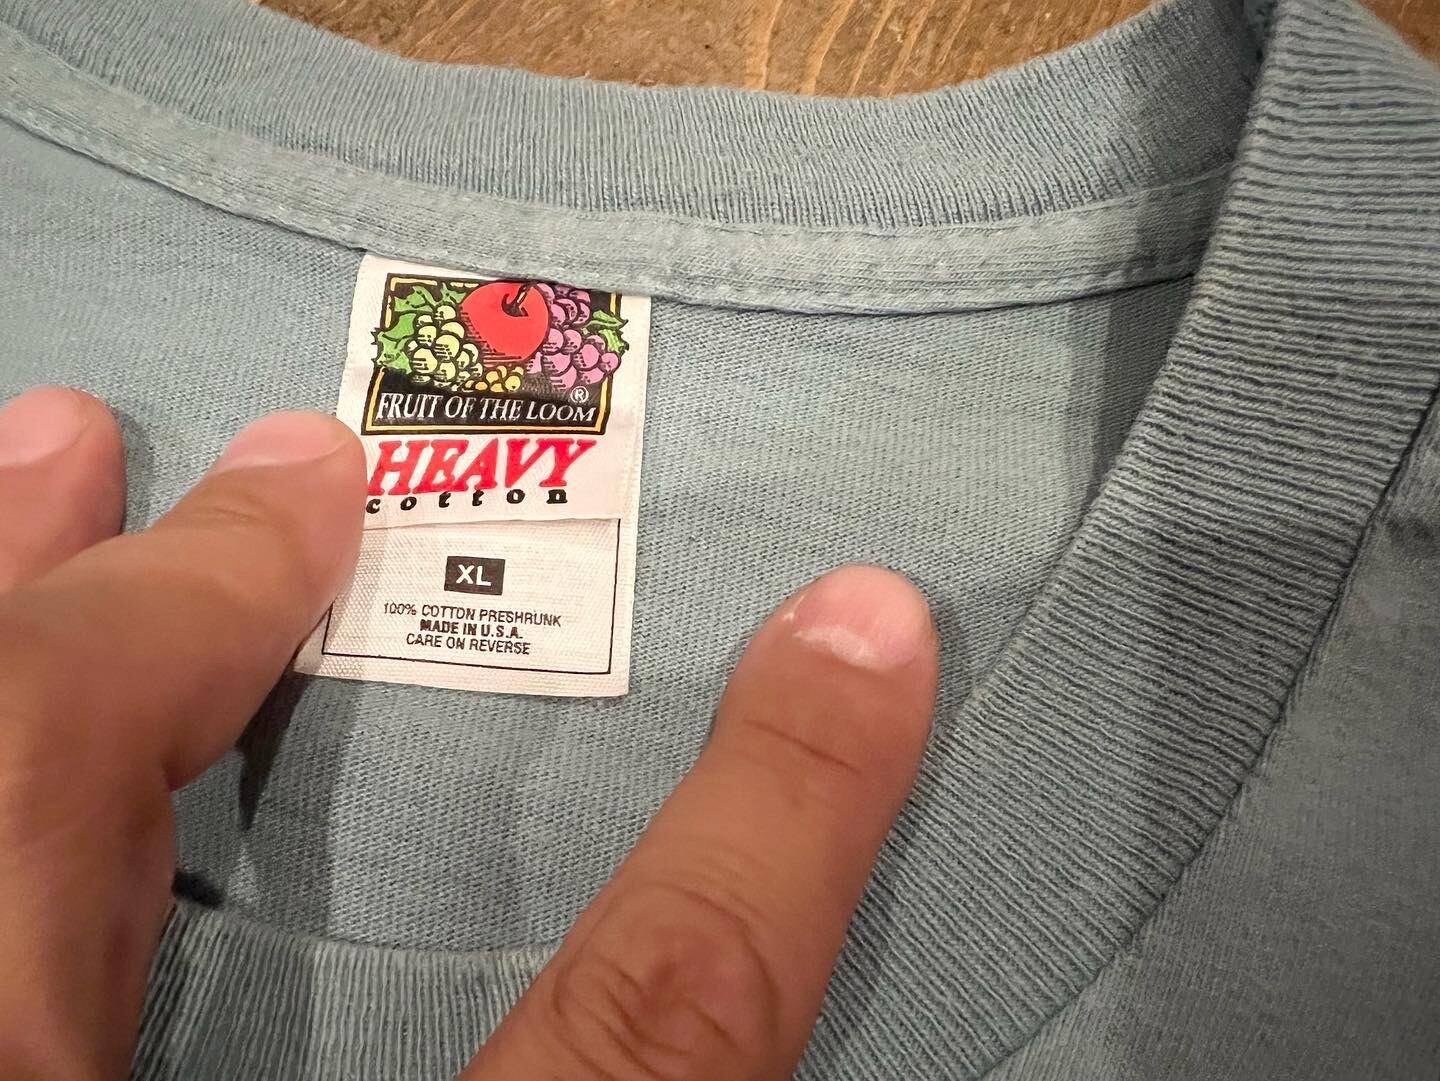 FRUIT OF THE LOOM®
HEAVY
cotton
XL
100% COTTON PRESHRUNK
MADE IN U.S.A.
CARE ON REVERSE